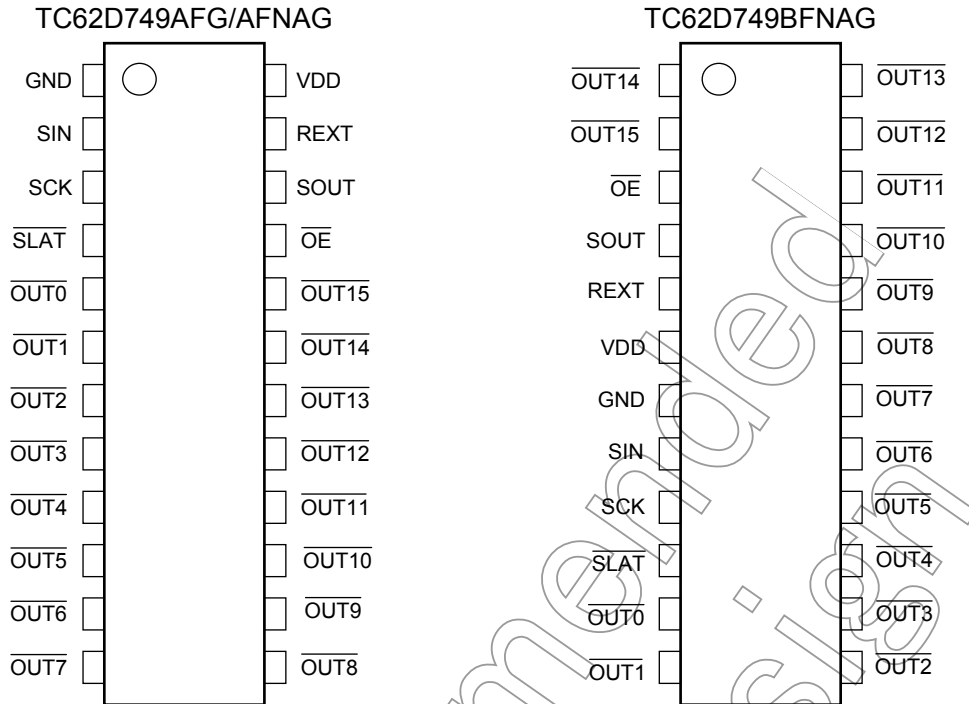 TC62D749AFG/AFNAG
GND VDD
SIN REXT
SCK SOUT
SLAT OE
OUT0 OUT15
OUT1 OUT14
OUT2 OUT13
OUT3 OUT12
OUT4 OUT11
OUT5 OUT10
OUT6 OUT9
OUT7 OUT8
TC62D749BFNAG
OUT14 OUT13
OUT15 OUT12
OE OUT11
SOUT OUT10
REXT OUT9
VDD OUT8
GND OUT7
SIN OUT6
SCK OUT5
SLAT OUT4
OUT0 OUT3
OUT1 OUT2